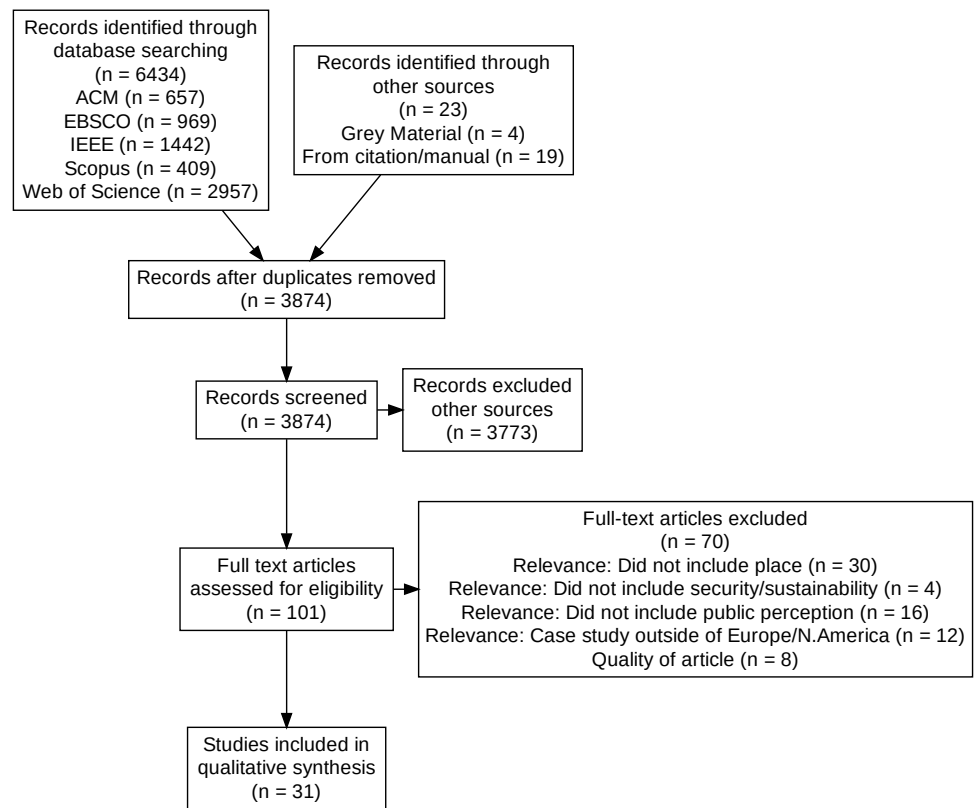 Records identified through
database searching
(n = 6434)
ACM (n = 657)
EBSCO (n = 969)
IEEE (n = 1442)
Scopus (n = 409)
Web of Science (n = 2957)
Records identified through
other sources
(n = 23)
Grey Material (n = 4)
From citation/manual (n = 19)
Records after duplicates removed
(n = 3874)
Records screened
(n = 3874)
Records excluded
other sources
(n = 3773)
Full text articles
assessed for eligibility
(n = 101)
Full-text articles excluded
(n = 70)
Relevance: Did not include place (n = 30)
Relevance: Did not include security/sustainability (n = 4)
Relevance: Did not include public perception (n = 16)
Relevance: Case study outside of Europe/N.America (n = 12)
Quality of article (n = 8)
Studies included in
qualitative synthesis
(n = 31)